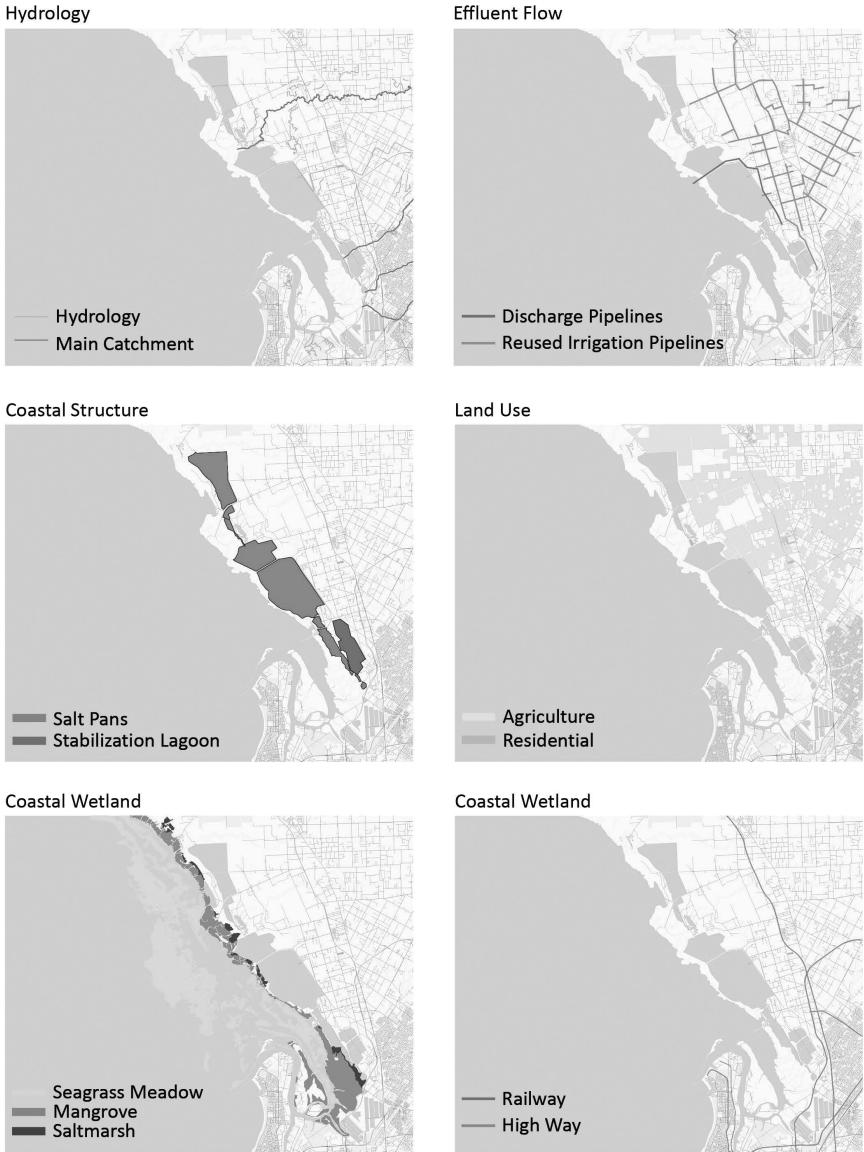 Hydrology
Effluent Flow
Hydrology
Main Catchment
Discharge Pipelines
Reused Irrigation Pipelines
Coastal Structure
Land Use
Salt Pans
Stabilization Lagoon
Agriculture
Residential
Coastal Wetland
Coastal Wetland
Seagrass Meadow
Mangrove
Saltmarsh
Railway
High Way